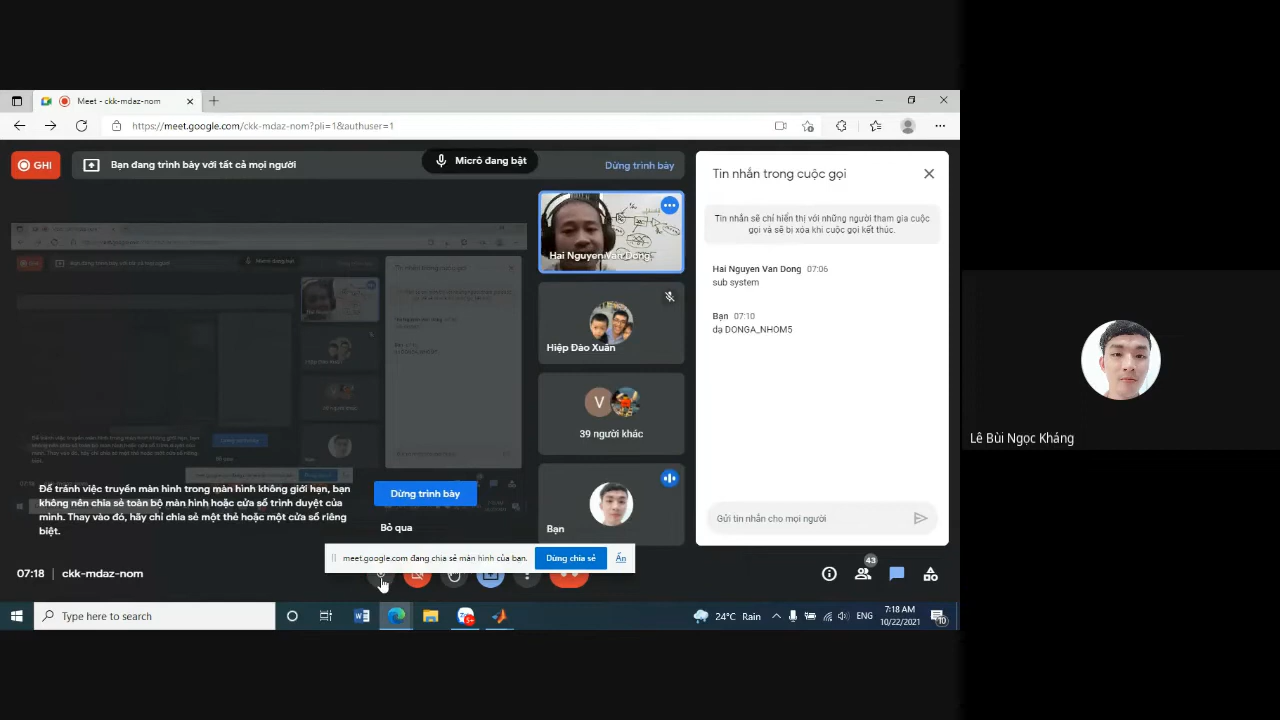 Meet - ckk-mdaz-nom
https://meet.google.com/ckk-mdaz-nom?pli=1&authuser=1
GHI
Bạn đang trình bày với tất cả mọi người
Micrô đang bật
Dừng trình bày
Tin nhắn trong cuộc gọi
Tin nhắn sẽ chỉ hiển thị với những người tham gia cuộc
gọi và sẽ bị xóa khi cuộc gọi kết thúc.
Hai Nguyen Van Dong 07:06
sub system
Bạn 07:10
dạ DONGA_NHOM5
Hai Nguyen Van Dong
Hiệp Đào Xuân
V
39 người khác
Bạn
Để tránh việc truyền màn hình trong màn hình không giới hạn, bạn
không nên chia sẻ toàn bộ màn hình hoặc cửa sổ trình duyệt của
mình. Thay vào đó, hãy chỉ chia sẻ một thẻ hoặc một cửa sổ riêng
biệt.
Dừng trình bày
Bỏ qua
Gửi tin nhắn cho mọi người
meet.google.com đang chia sẻ màn hình của bạn.
Dừng chia sẻ
Ẩn
07:18 | ckk-mdaz-nom
43
Type here to search
24°C Rain
ENG
7:18 AM
10/22/2021
10
Lê Bùi Ngọc Kháng